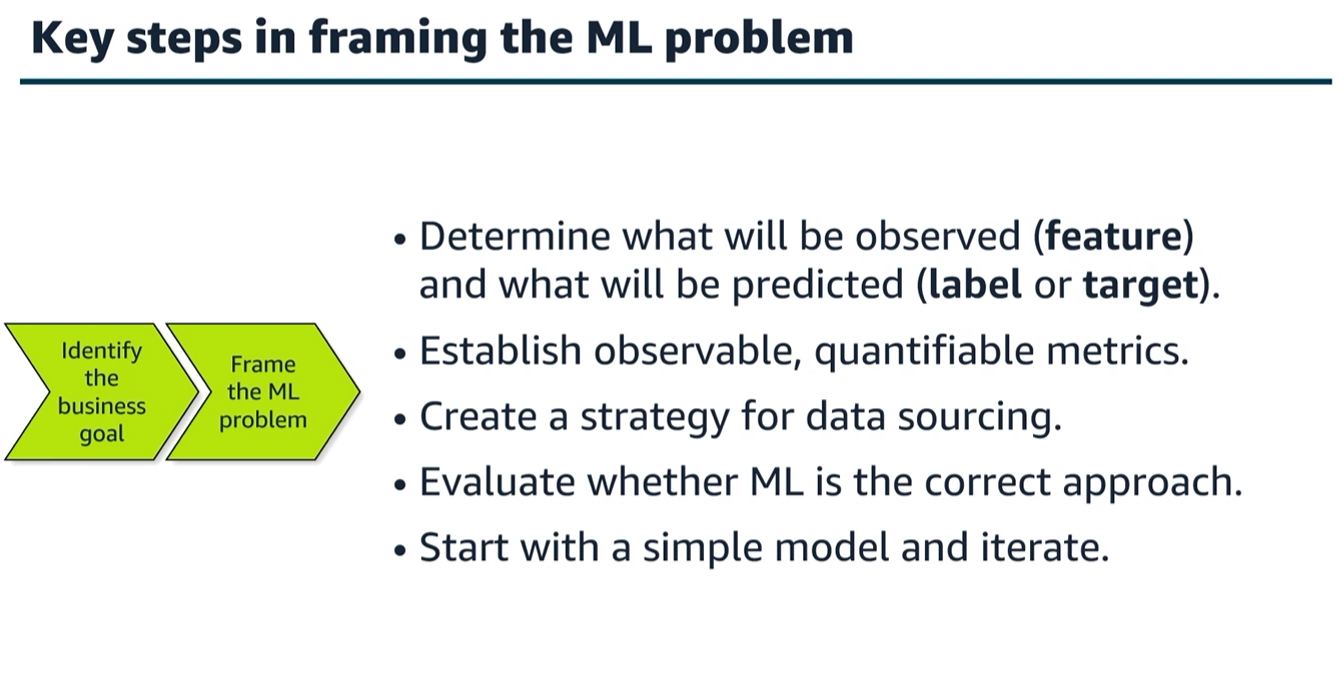 Key steps in framing the ML problem
Identify
the
business
goal
Frame
the ML
problem
• Determine what will be observed (feature)
and what will be predicted (label or target).
• Establish observable, quantifiable metrics.
• Create a strategy for data sourcing.
• Evaluate whether ML is the correct approach.
• Start with a simple model and iterate.